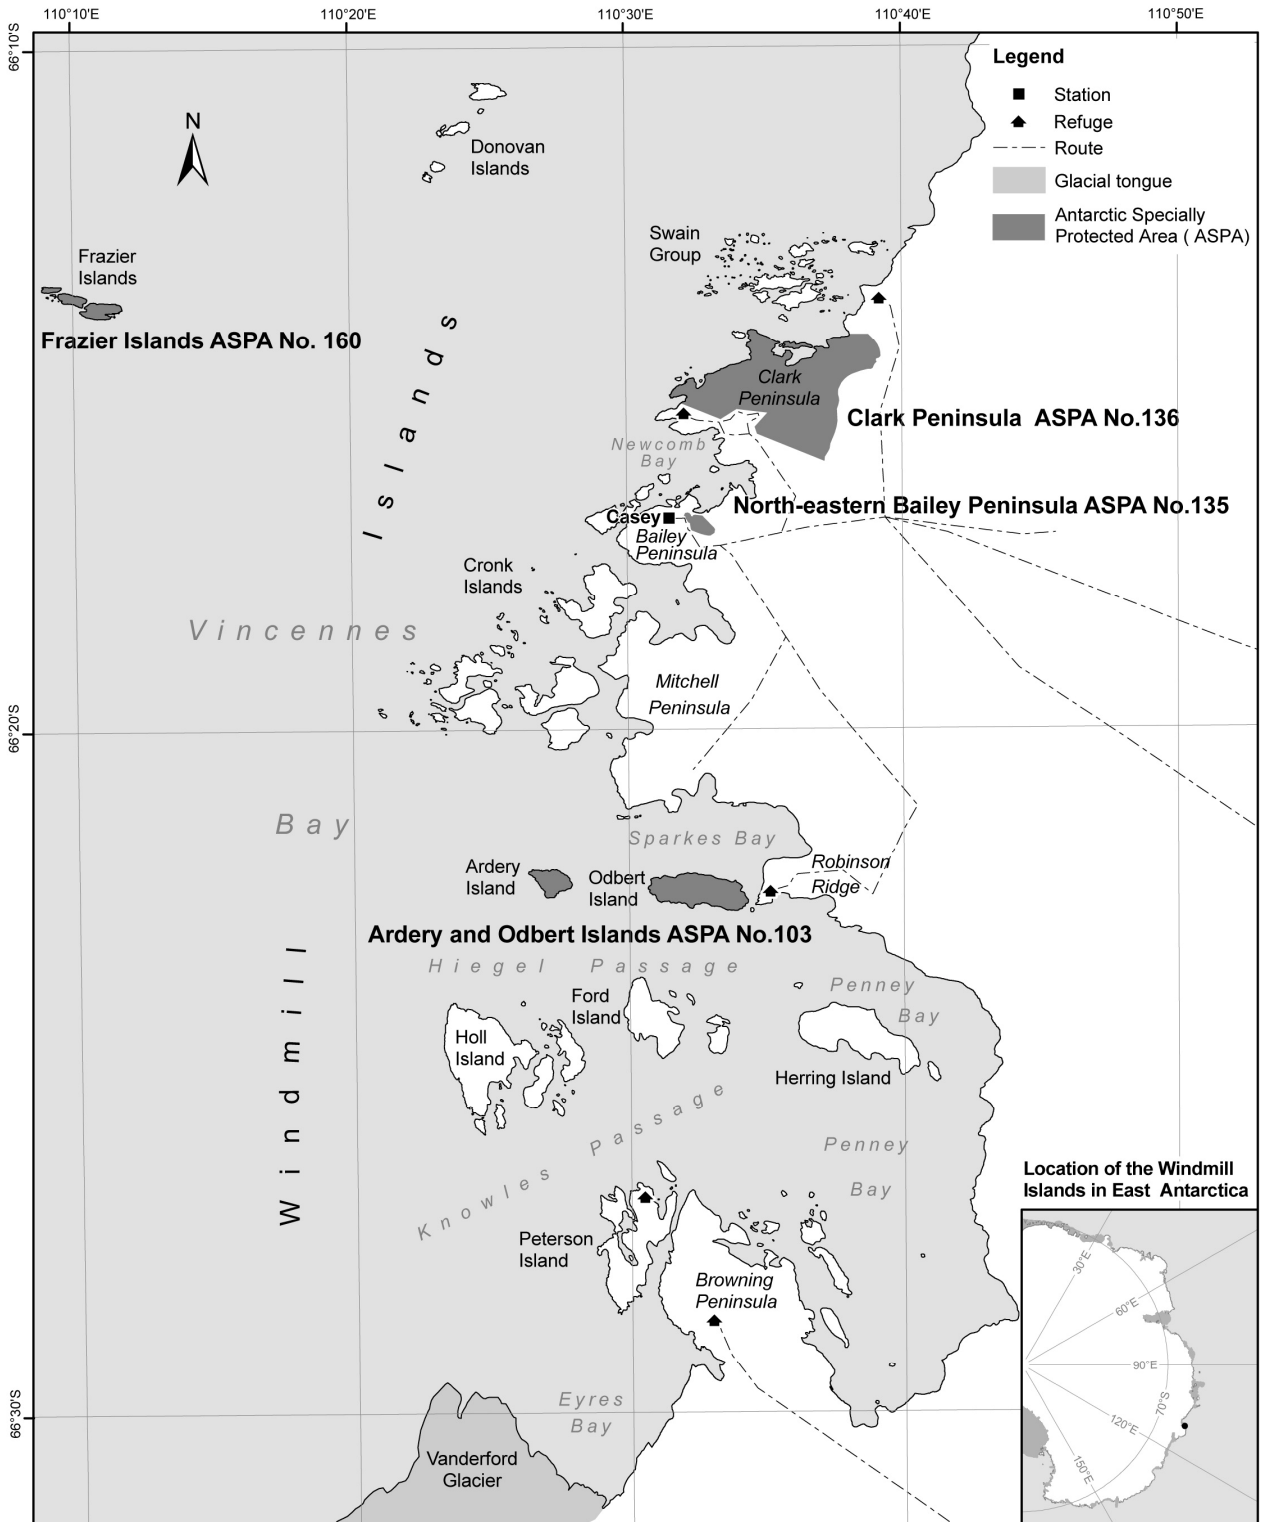 110°10'E
110°20'E
110°30'E
110°40'E
110°50'E
66°10'S
66°20'S
66°30'S
N
Legend
Station
Refuge
Route
Glacial tongue
Antarctic Specially
Protected Area ( ASPA)
Donovan
Islands
Swain
Group
Frazier
Islands
Frazier Islands ASPA No. 160
Clark
Peninsula
Clark Peninsula ASPA No.136
Newcomb
Bay
North-eastern Bailey Peninsula ASPA No.135
Casey
Bailey
Peninsula
Cronk
Islands
Vincennes
Bay
Windmill
Islands
Mitchell
Peninsula
Sparkes Bay
Ardery
Island
Odbert
Island
Robinson
Ridge
Ardery and Odbert Islands ASPA No.103
Hiegel Passage
Ford
Island
Penney
Bay
Holl
Island
Herring Island
Knowles Passage
Penney
Bay
Peterson
Island
Browning
Peninsula
Eyres
Bay
Vanderford
Glacier
Location of the Windmill
Islands in East Antarctica
30°E
60°E
90°E
70°S
120°E
150°E